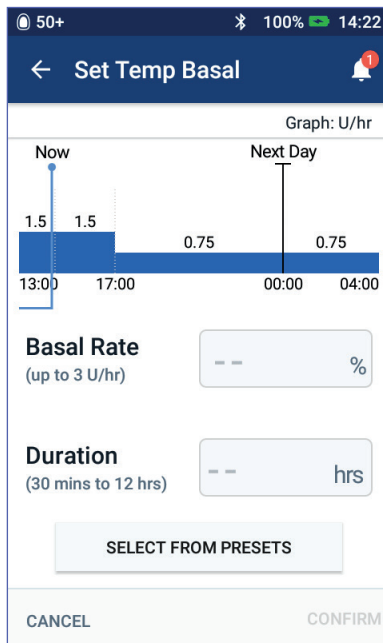 50+ 100% 14:22
Set Temp Basal 1
Graph: U/hr
Now Next Day
1.5 1.5 0.75 0.75
13:00 17:00 00:00 04:00
Basal Rate
(up to 3 U/hr)
-- %
Duration
(30 mins to 12 hrs)
-- hrs
SELECT FROM PRESETS
CANCEL CONFIRM